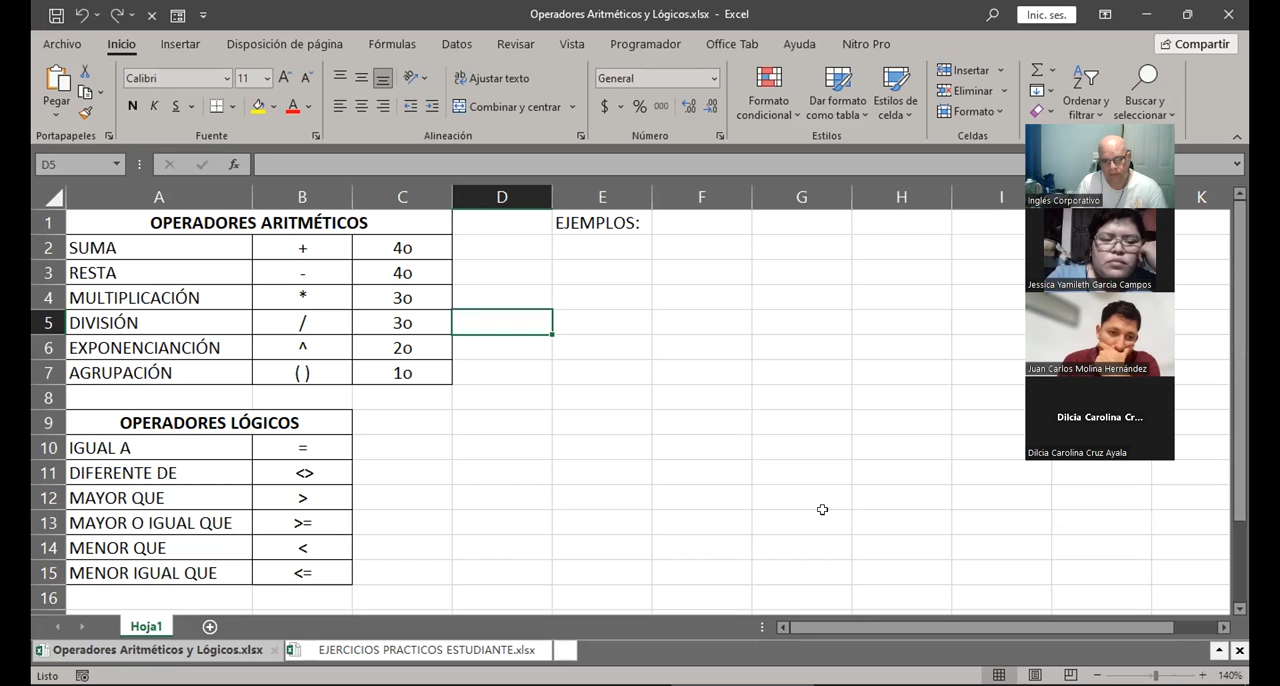 Operadores Aritméticos y Lógicos.xlsx - Excel
Inic. ses.
Archivo Inicio Insertar Disposición de página Fórmulas Datos Revisar Vista Programador Office Tab Ayuda Nitro Pro Compartir
Pegar
Calibri 11
N K S
Ajustar texto
Combinar y centrar
General
$ % 000
Formato condicional
Dar formato como tabla
Estilos de celda
Insertar
Eliminar
Formato
Ordenar y filtrar
Buscar y seleccionar
Portapapeles Fuente Alineación Número Estilos Celdas
D5 fx
A B C D E F G H I K
1 OPERADORES ARITMÉTICOS EJEMPLOS:
2 SUMA + 4o
3 RESTA - 4o
4 MULTIPLICACIÓN * 3o
5 DIVISIÓN / 3o
6 EXPONENCIANCIÓN ^ 2o
7 AGRUPACIÓN ( ) 1o
8
9 OPERADORES LÓGICOS
10 IGUAL A =
11 DIFERENTE DE <>
12 MAYOR QUE >
13 MAYOR O IGUAL QUE >=
14 MENOR QUE <
15 MENOR IGUAL QUE <=
16
Inglés Corporativo
Jessica Yamileth Garcia Campos
Juan Carlos Molina Hernández
Dilcia Carolina Cr...
Dilcia Carolina Cruz Ayala
Hoja1
Operadores Aritméticos y Lógicos.xlsx EJERCICIOS PRACTICOS ESTUDIANTE.xlsx
Listo 140%